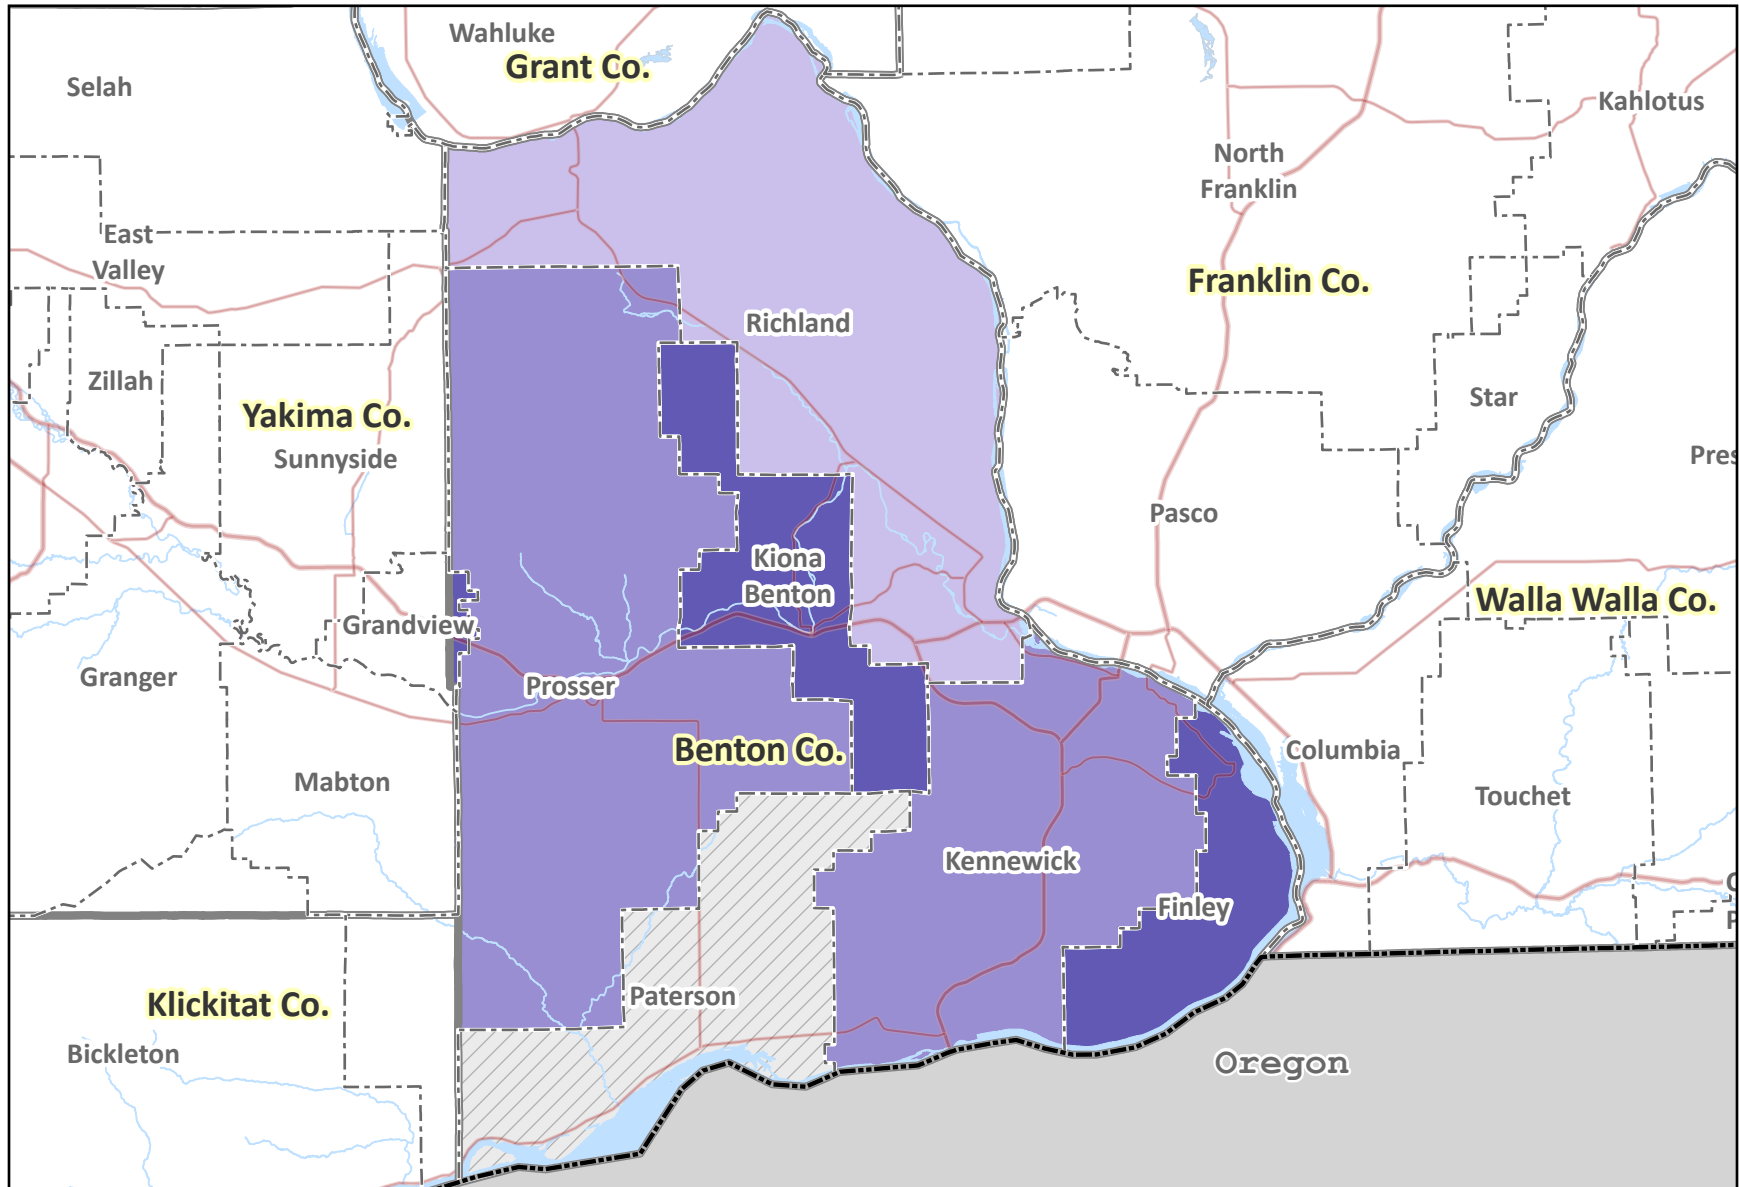 Wahluke
Grant Co.
Selah
Kahlotus
North
Franklin
East
Valley
Franklin Co.
Richland
Zillah
Star
Yakima Co.
Sunnyside
Pres
Pasco
Kiona
Benton
Walla Walla Co.
Grandview
Granger
Prosser
Benton Co.
Columbia
Mabton
Touchet
Kennewick
Finley
Paterson
Klickitat Co.
Bickleton
Oregon